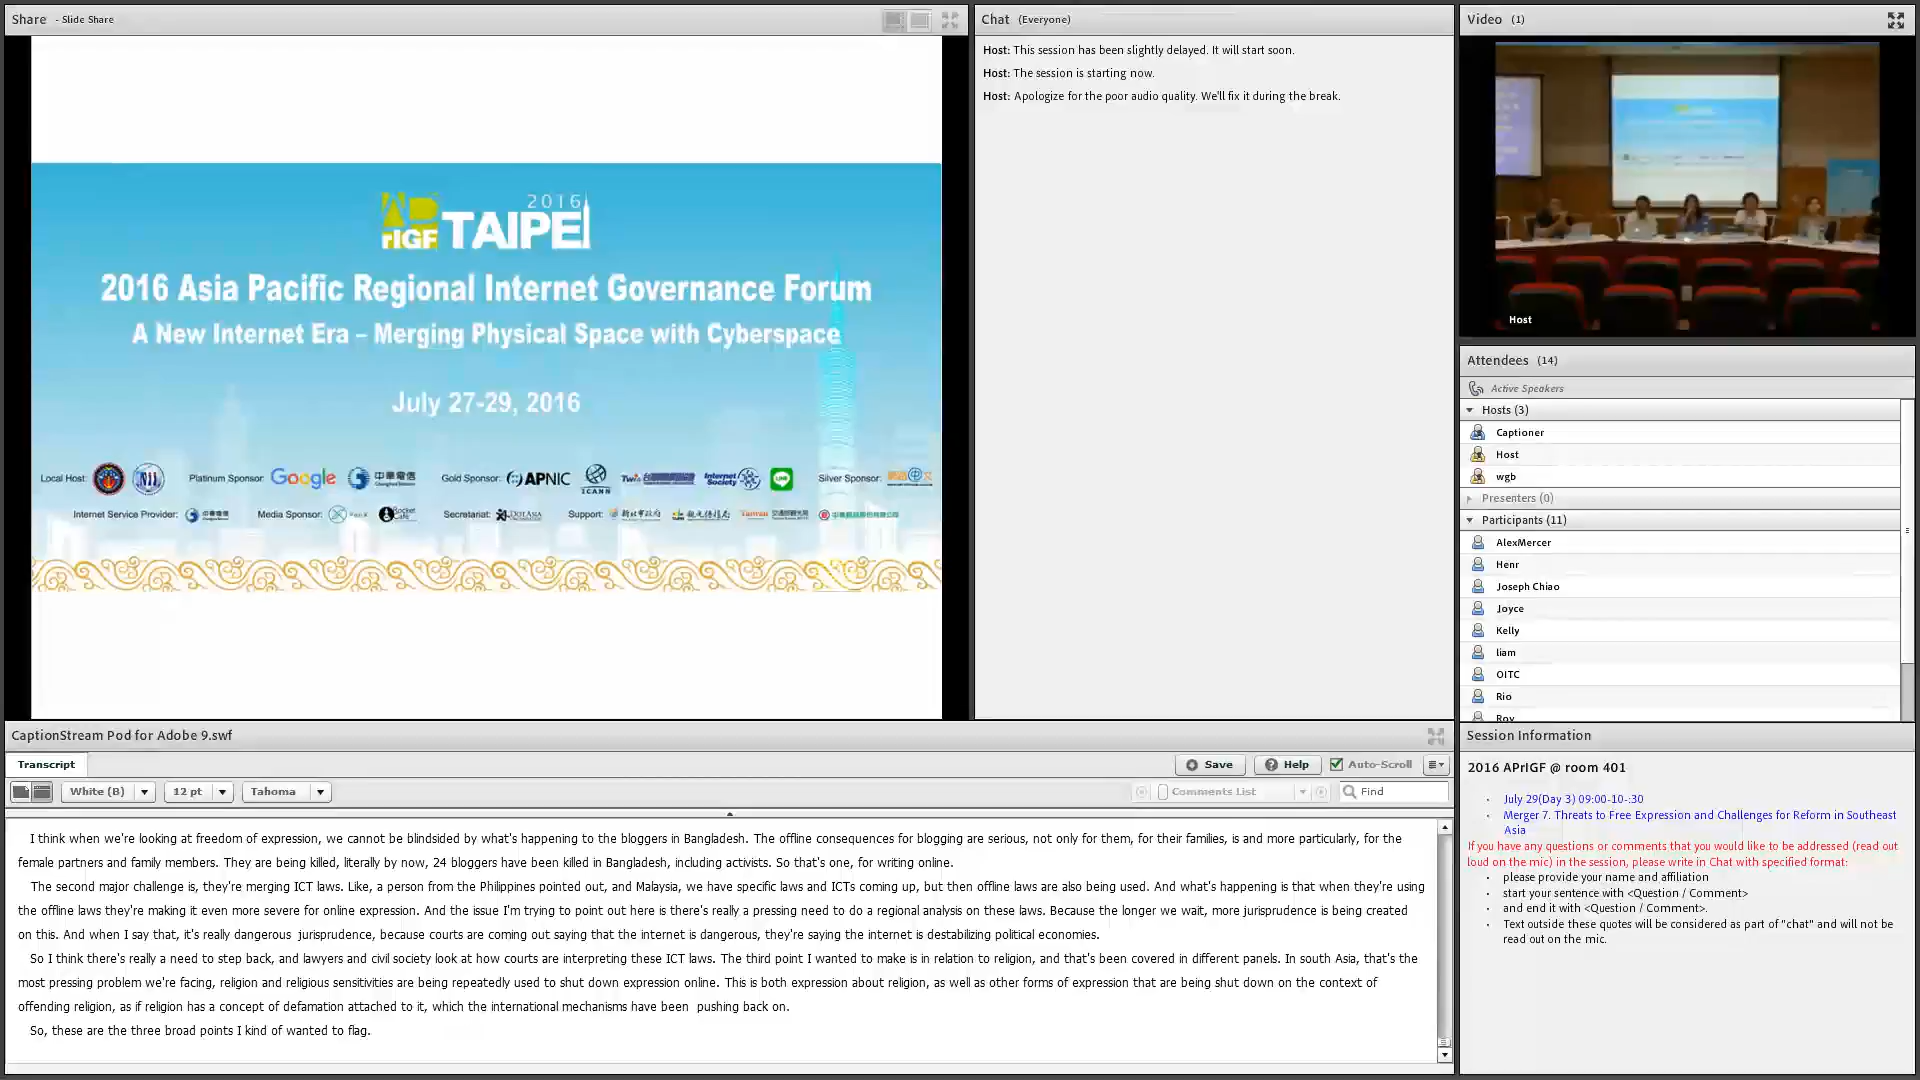 Share - Slide Share
2016
APrIGF TAIPEI
2016 Asia Pacific Regional Internet Governance Forum
A New Internet Era – Merging Physical Space with Cyberspace
July 27-29, 2016
Local Host: Platinum Sponsor: Google 中華電信 Gold Sponsor: APNIC ICANN Internet Society LINE Silver Sponsor:
Internet Service Provider: 中華電信 Media Sponsor: Secretariat: DotAsia Support: 新北市政府
Chat (Everyone)
Host: This session has been slightly delayed. It will start soon.
Host: The session is starting now.
Host: Apologize for the poor audio quality. We'll fix it during the break.
Video (1)
Host
Attendees (14)
Active Speakers
Hosts (3)
Captioner
Host
wgb
Presenters (0)
Participants (11)
AlexMercer
Henr
Joseph Chiao
Joyce
Kelly
liam
OITC
Rio
Roy
CaptionStream Pod for Adobe 9.swf
Transcript
Save Help Auto-Scroll
White (B) 12 pt Tahoma Comments List Find
I think when we're looking at freedom of expression, we cannot be blindsided by what's happening to the bloggers in Bangladesh. The offline consequences for blogging are serious, not only for them, for their families, is and more particularly, for the
female partners and family members. They are being killed, literally by now, 24 bloggers have been killed in Bangladesh, including activists. So that's one, for writing online.
The second major challenge is, they're merging ICT laws. Like, a person from the Philippines pointed out, and Malaysia, we have specific laws and ICTs coming up, but then offline laws are also being used. And what's happening is that when they're using
the offline laws they're making it even more severe for online expression. And the issue I'm trying to point out here is there's really a pressing need to do a regional analysis on these laws. Because the longer we wait, more jurisprudence is being created
on this. And when I say that, it's really dangerous jurisprudence, because courts are coming out saying that the internet is dangerous, they're saying the internet is destabilizing political economies.
So I think there's really a need to step back, and lawyers and civil society look at how courts are interpreting these ICT laws. The third point I wanted to make is in relation to religion, and that's been covered in different panels. In south Asia, that's the
most pressing problem we're facing, religion and religious sensitivities are being repeatedly used to shut down expression online. This is both expression about religion, as well as other forms of expression that are being shut down on the context of
offending religion, as if religion has a concept of defamation attached to it, which the international mechanisms have been pushing back on.
So, these are the three broad points I kind of wanted to flag.
Session Information
2016 APrIGF @ room 401
July 29(Day 3) 09:00-10-:30
Merger 7. Threats to Free Expression and Challenges for Reform in Southeast
Asia
If you have any questions or comments that you would like to be addressed (read out
loud on the mic) in the session, please write in Chat with specified format:
please provide your name and affiliation
start your sentence with <Question / Comment>
and end it with <Question / Comment>.
Text outside these quotes will be considered as part of "chat" and will not be
read out on the mic.